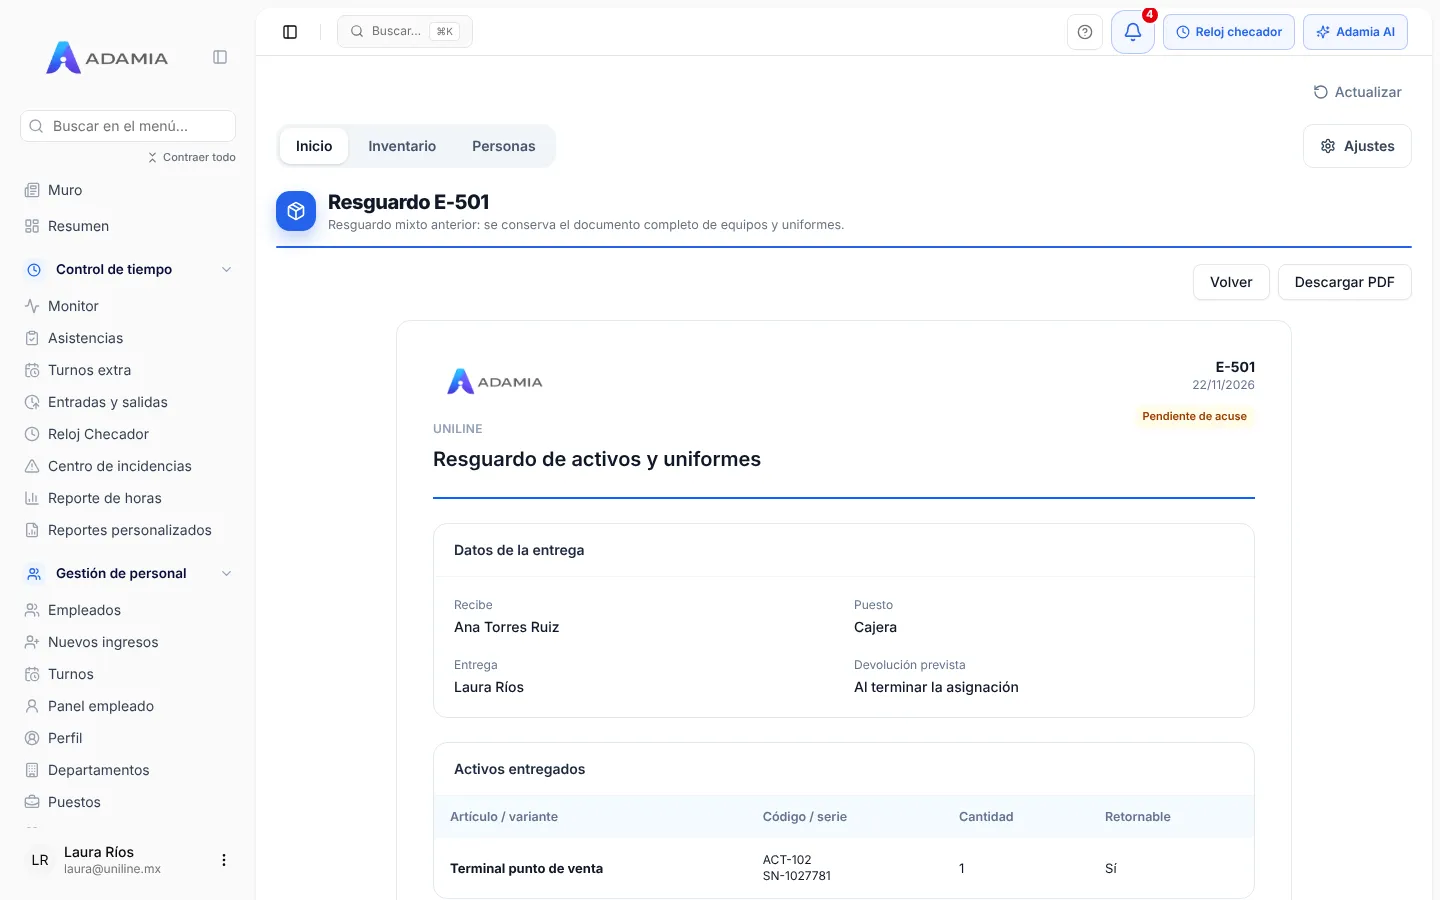 ADAMIA
Buscar en el menú...
Contraer todo
Muro
Resumen
Control de tiempo
Monitor
Asistencias
Turnos extra
Entradas y salidas
Reloj Checador
Centro de incidencias
Reporte de horas
Reportes personalizados
Gestión de personal
Empleados
Nuevos ingresos
Turnos
Panel empleado
Perfil
Departamentos
Puestos
LR
Laura Ríos
laura@uniline.mx
Buscar... ⌘K
4
Reloj checador
Adamia AI
Actualizar
Inicio
Inventario
Personas
Ajustes
Resguardo E-501
Resguardo mixto anterior: se conserva el documento completo de equipos y uniformes.
Volver
Descargar PDF
ADAMIA
E-501
22/11/2026
Pendiente de acuse
UNILINE
Resguardo de activos y uniformes
Datos de la entrega
Recibe
Ana Torres Ruiz
Puesto
Cajera
Entrega
Laura Ríos
Devolución prevista
Al terminar la asignación
Activos entregados
Artículo / variante Código / serie Cantidad Retornable
Terminal punto de venta ACT-102 1 Sí
SN-1027781